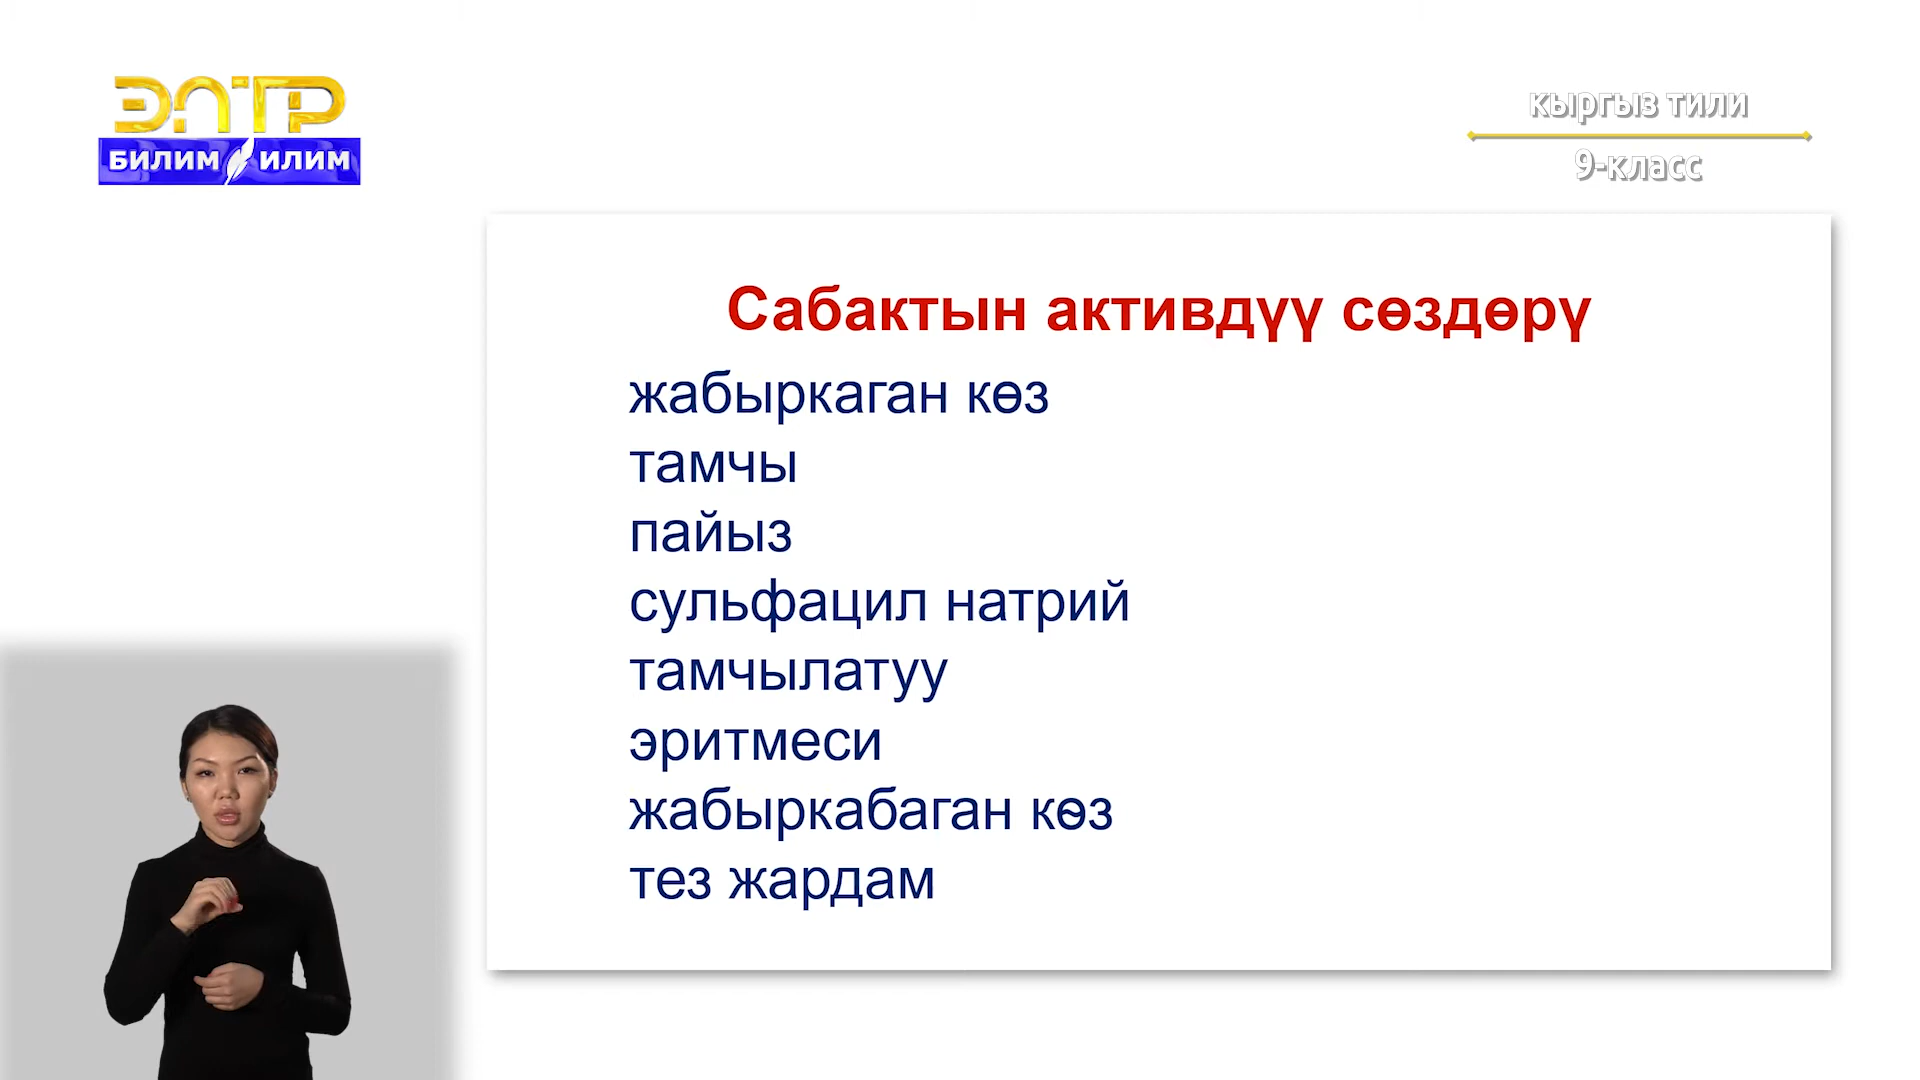 ЭЛТР
БИЛИМ ИЛИМ
кыргыз тили
9-класс
Сабактын активдүү сөздөрү
жабыркаган көз
тамчы
пайыз
сульфацил натрий
тамчылатуу
эритмеси
жабыркабаган көз
тез жардам